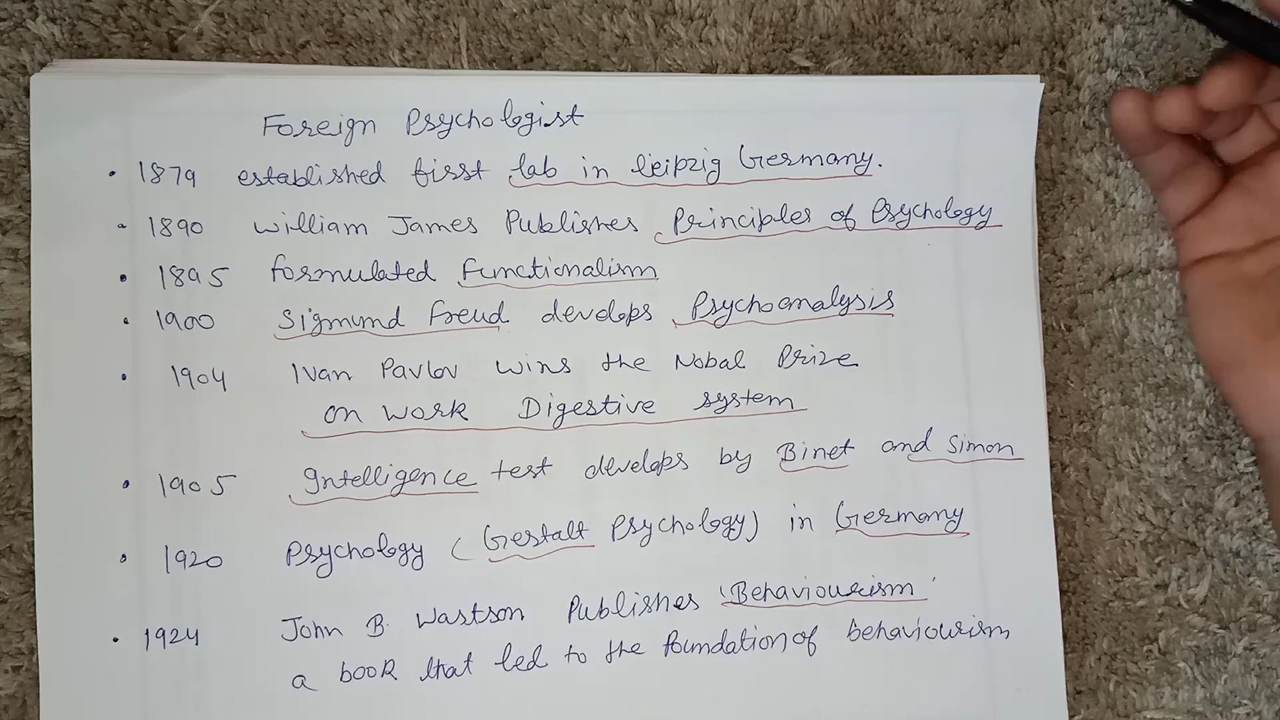 Foreign Psychologist
• 1879 established first lab in leipzig Germany.
• 1890 William James Publishes Principles of Psychology
• 1895 formulated functionalism
• 1900 Sigmund freud develops Psychoanalysis
• 1904 Ivan Pavlov wins the Nobal Prize
on work Digestive system
• 1905 Intelligence test develops by Binet and Simon
• 1920 Psychology (Gestalt Psychology) in Germany
• 1924 John B. Wastson Publishes 'Behaviourism'
a book that led to the foundation of behaviourism